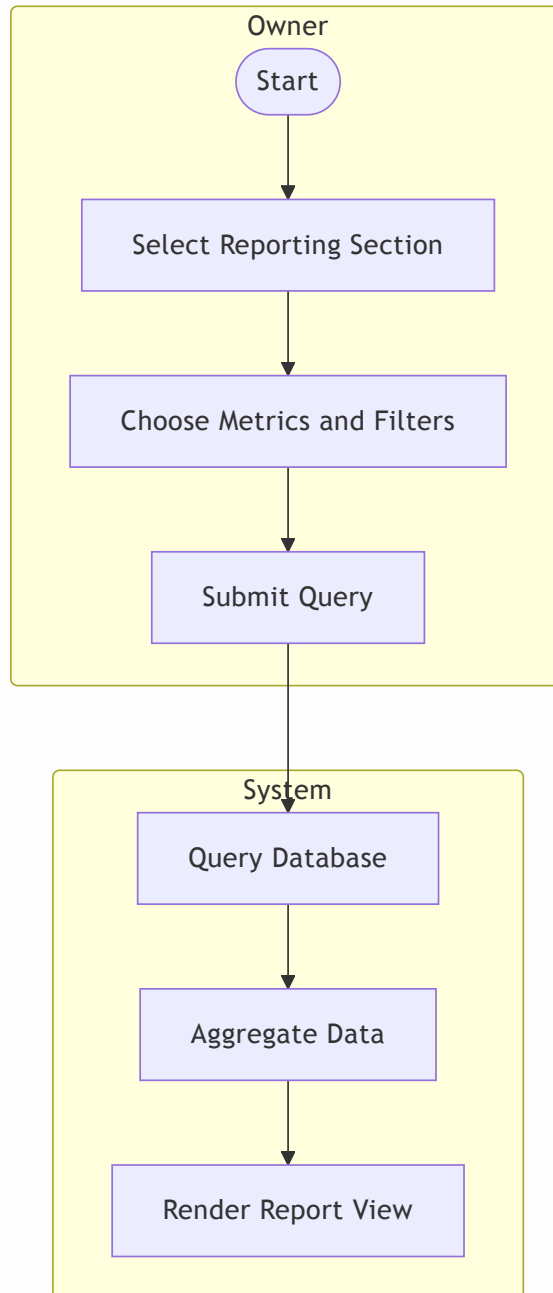 Owner
Start
Select Reporting Section
Choose Metrics and Filters
Submit Query
System
Query Database
Aggregate Data
Render Report View